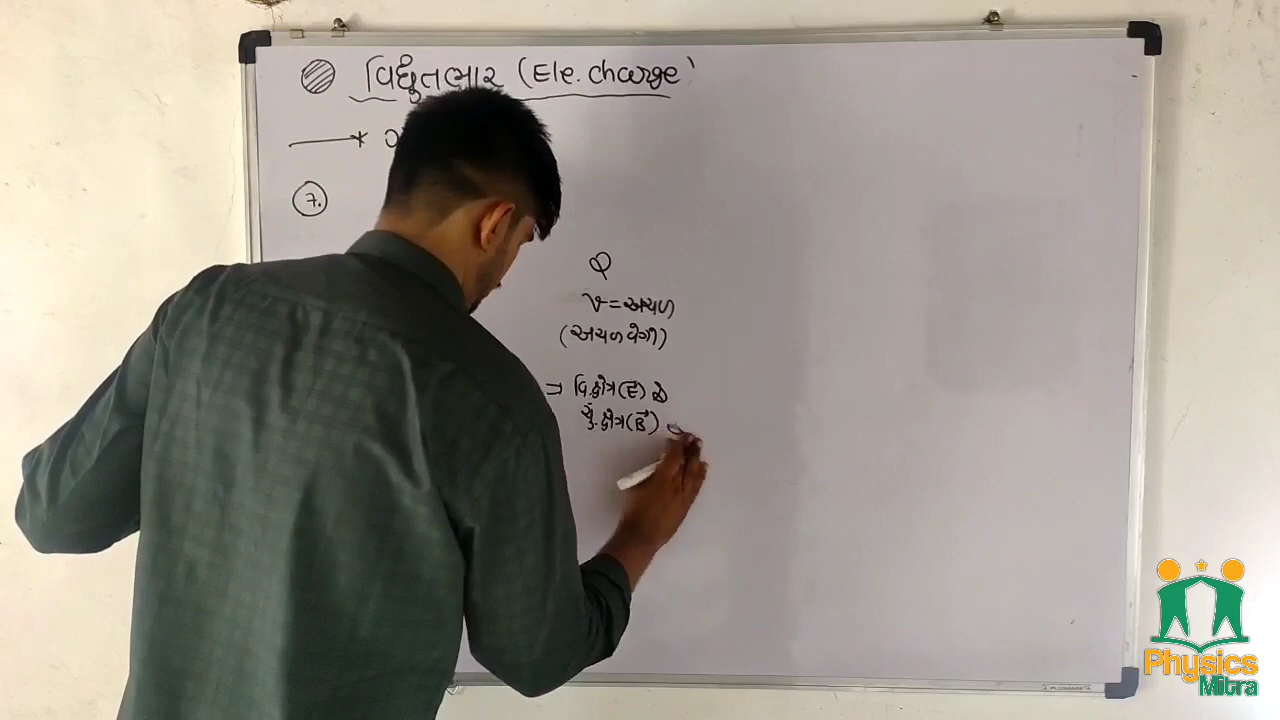 વિદ્યુતભાર (Ele. charge)
7.
Q
v = અચળ
(અચળ વેગી)
⇒ વિ.ક્ષેત્ર (E⃗) છે
ચું.ક્ષેત્ર (B⃗)
Physics
Mitra